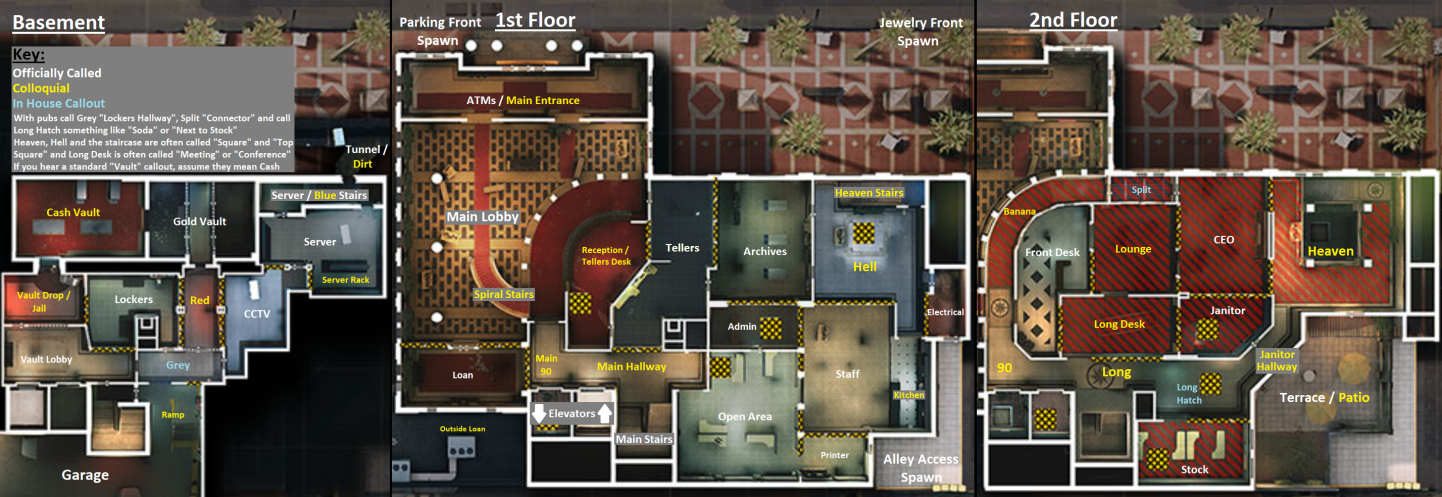 Basement
Key:
Officially Called
Colloquial
In House Callout
With pubs call Grey "Lockers Hallway", Split "Connector" and call
Long Hatch something like "Soda" or "Next to Stock"
Heaven, Hell and the staircase are often called "Square" and "Top
Square" and Long Desk is often called "Meeting" or "Conference"
If you hear a standard "Vault" callout, assume they mean Cash
Tunnel /
Dirt
Server / Blue Stairs
Cash Vault
Gold Vault
Server
Server Rack
Vault Drop /
Jail
Lockers
Red
CCTV
Vault Lobby
Grey
Ramp
Garage
1st Floor
Parking Front
Spawn
Jewelry Front
Spawn
ATMs / Main Entrance
Main Lobby
Reception /
Tellers Desk
Tellers
Archives
Heaven Stairs
Hell
Spiral Stairs
Electrical
Admin
Loan
Main
90
Main Hallway
Staff
Kitchen
Elevators
Open Area
Outside Loan
Main Stairs
Printer
Alley Access
Spawn
2nd Floor
Split
Banana
Front Desk
Lounge
CEO
Heaven
Long Desk
Janitor
90
Long
Janitor
Hallway
Long
Hatch
Terrace / Patio
Stock